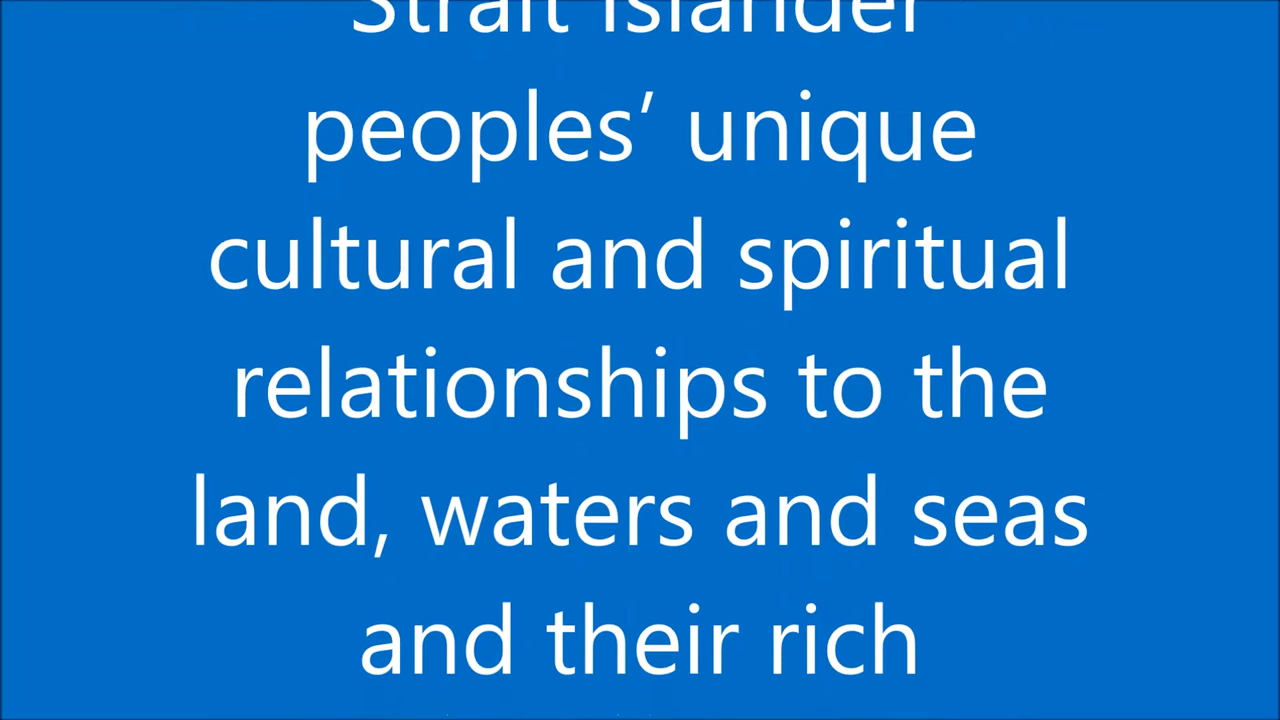 Strait Islander
peoples’ unique
cultural and spiritual
relationships to the
land, waters and seas
and their rich